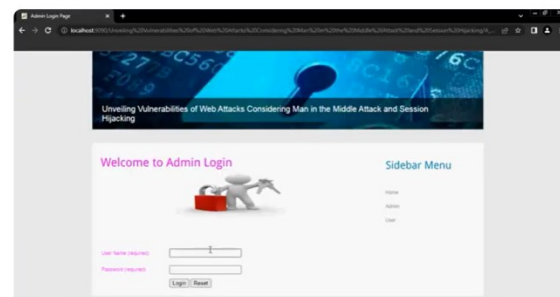 Admin Login Page
Unveiling Vulnerabilities of Web Attacks Considering Man in the Middle Attack and Session
Hijacking
Welcome to Admin Login
Sidebar Menu
Home
Admin
User
User Name (required)
Password (required)
Login Reset